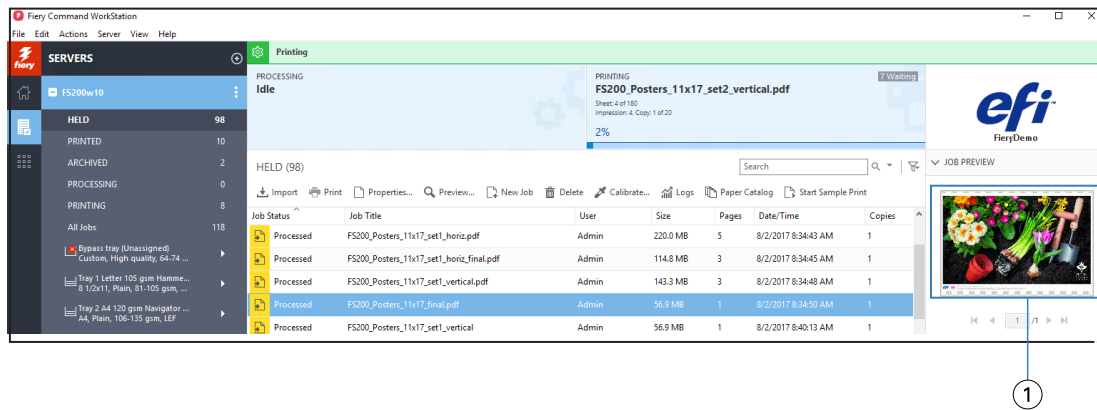 Fiery Command WorkStation
File Edit Actions Server View Help
fiery
SERVERS
FS200w10
HELD 98
PRINTED 10
ARCHIVED 2
PROCESSING 0
PRINTING 8
All Jobs 118
Bypass tray (Unassigned)
Custom, High quality, 64-74 ...
Tray 1 Letter 105 gsm Hamme...
8 1/2x11, Plain, 81-105 gsm, ...
Tray 2 A4 120 gsm Navigator ...
A4, Plain, 106-135 gsm, LEF
Printing
PROCESSING
Idle
PRINTING
7 Waiting
FS200_Posters_11x17_set2_vertical.pdf
Sheet: 4 of 180
Impression: 4, Copy: 1 of 20
2%
HELD (98)
Search
Import Print Properties... Preview... New Job Delete Calibrate... Logs Paper Catalog Start Sample Print
Job Status Job Title User Size Pages Date/Time Copies
Processed FS200_Posters_11x17_set1_horiz.pdf Admin 220.0 MB 5 8/2/2017 8:34:43 AM 1
Processed FS200_Posters_11x17_set1_horiz_final.pdf Admin 114.8 MB 3 8/2/2017 8:34:45 AM 1
Processed FS200_Posters_11x17_set1_vertical.pdf Admin 143.3 MB 3 8/2/2017 8:34:48 AM 1
Processed FS200_Posters_11x17_final.pdf Admin 56.9 MB 1 8/2/2017 8:34:50 AM 1
Processed FS200_Posters_11x17_set1_vertical Admin 56.9 MB 1 8/2/2017 8:40:13 AM 1
efi
FieryDemo
JOB PREVIEW
1 /1
1